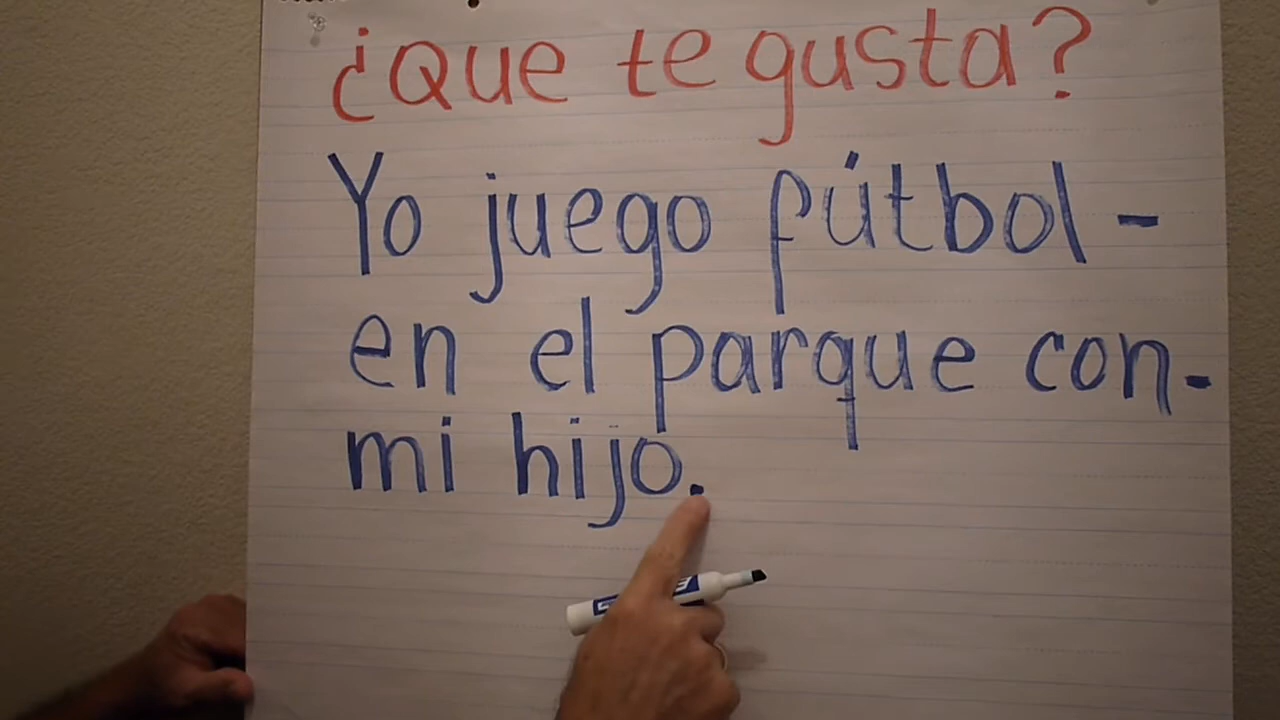 ¿Que te gusta?
Yo juego fútbol -
en el parque con -
mi hijo.